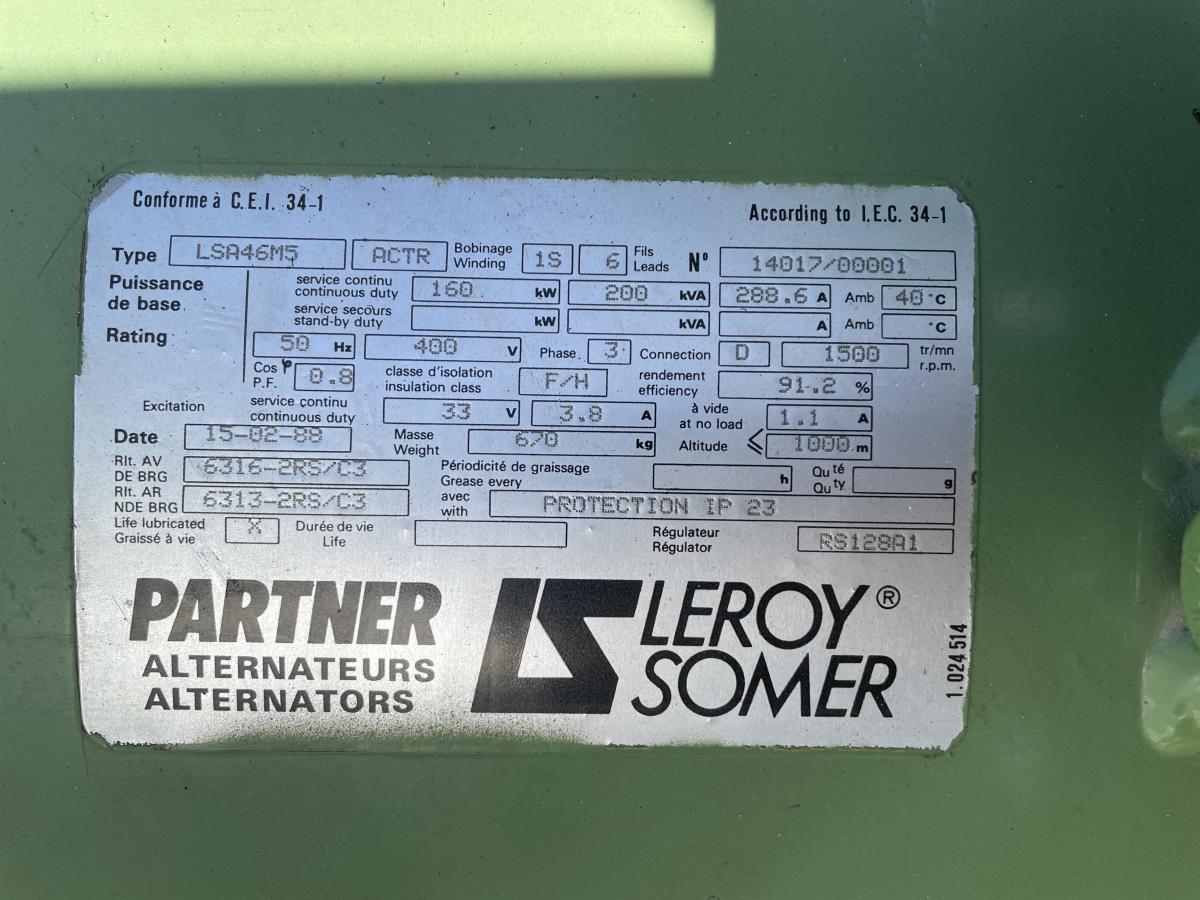 Conforme à C.E.I. 34-1
According to I.E.C. 34-1
Type LSA46M5 ACTR Bobinage Winding 1S 6 Fils Leads N° 14017/00001
Puissance de base
service continu continuous duty 160 kW 200 kVA 288.6 A Amb 40 °C
service secours stand-by duty kW kVA A Amb °C
Rating
50 Hz 400 V Phase. 3 Connection D 1500 tr/mn r.p.m.
Cos φ P.F. 0.8 classe d'isolation insulation class F/H rendement efficiency 91.2 %
Excitation service continu continuous duty 33 V 3.8 A à vide at no load 1.1 A
Date 15-02-89 Masse Weight 670 kg Altitude ≤ 1000 m
Rlt. AV DE BRG 6316-2RS/C3 Périodicité de graissage Grease every h Qu té Qu ty g
Rlt. AR NDE BRG 6313-2RS/C3 avec with PROTECTION IP 23
Life lubricated Graissé à vie X Durée de vie Life Régulateur Régulator RS128A1
PARTNER
ALTERNATEURS
ALTERNATORS
LS LEROY ®
SOMER
1.024 514